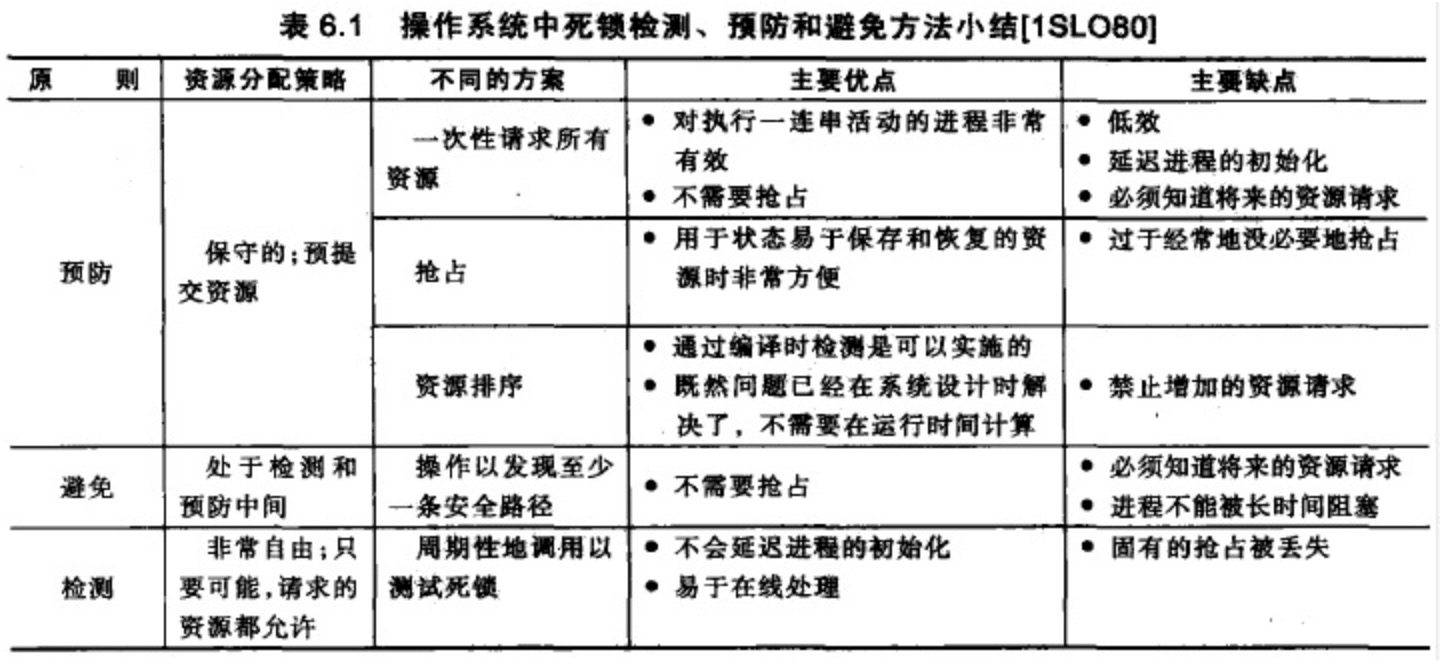 表 6.1 操作系统中死锁检测、预防和避免方法小结[1SLO80]
原 则 资源分配策略 不同的方案 主要优点 主要缺点
预防
保守的;预提
交资源
一次性请求所有
资源
• 对执行一连串活动的进程非常
有效
• 不需要抢占
• 低效
• 延迟进程的初始化
• 必须知道将来的资源请求
抢占
• 用于状态易于保存和恢复的资
源时非常方便
• 过于经常地没必要地抢占
资源排序
• 通过编译时检测是可以实施的
• 既然问题已经在系统设计时解
决了，不需要在运行时间计算
• 禁止增加的资源请求
避免
处于检测和
预防中间
操作以发现至少
一条安全路径
• 不需要抢占
• 必须知道将来的资源请求
• 进程不能被长时间阻塞
检测
非常自由;只
要可能,请求的
资源都允许
周期性地调用以
测试死锁
• 不会延迟进程的初始化
• 易于在线处理
• 固有的抢占被丢失